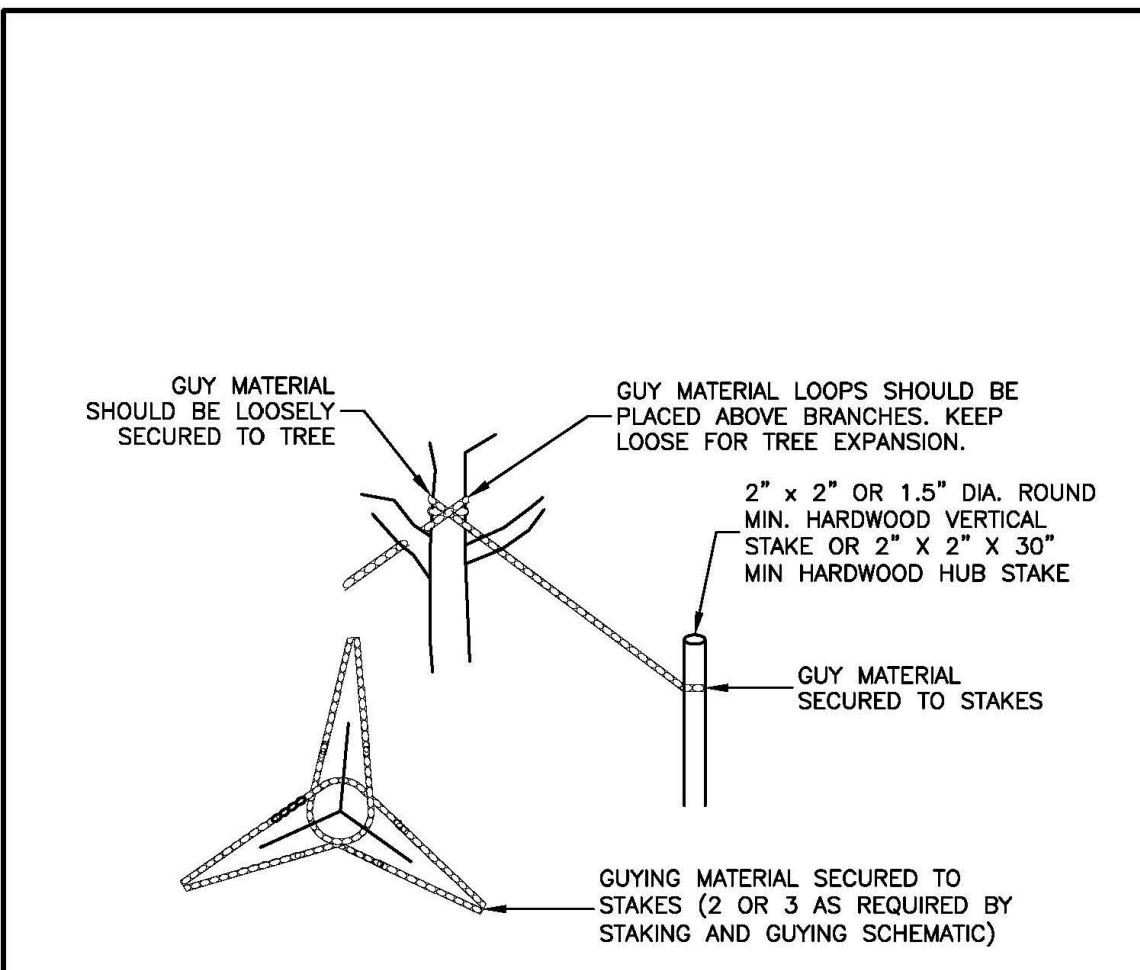 GUY MATERIAL
SHOULD BE LOOSELY
SECURED TO TREE
GUY MATERIAL LOOPS SHOULD BE
PLACED ABOVE BRANCHES. KEEP
LOOSE FOR TREE EXPANSION.
2" x 2" OR 1.5" DIA. ROUND
MIN. HARDWOOD VERTICAL
STAKE OR 2" X 2" X 30"
MIN HARDWOOD HUB STAKE
GUY MATERIAL
SECURED TO STAKES
GUYING MATERIAL SECURED TO
STAKES (2 OR 3 AS REQUIRED BY
STAKING AND GUYING SCHEMATIC)